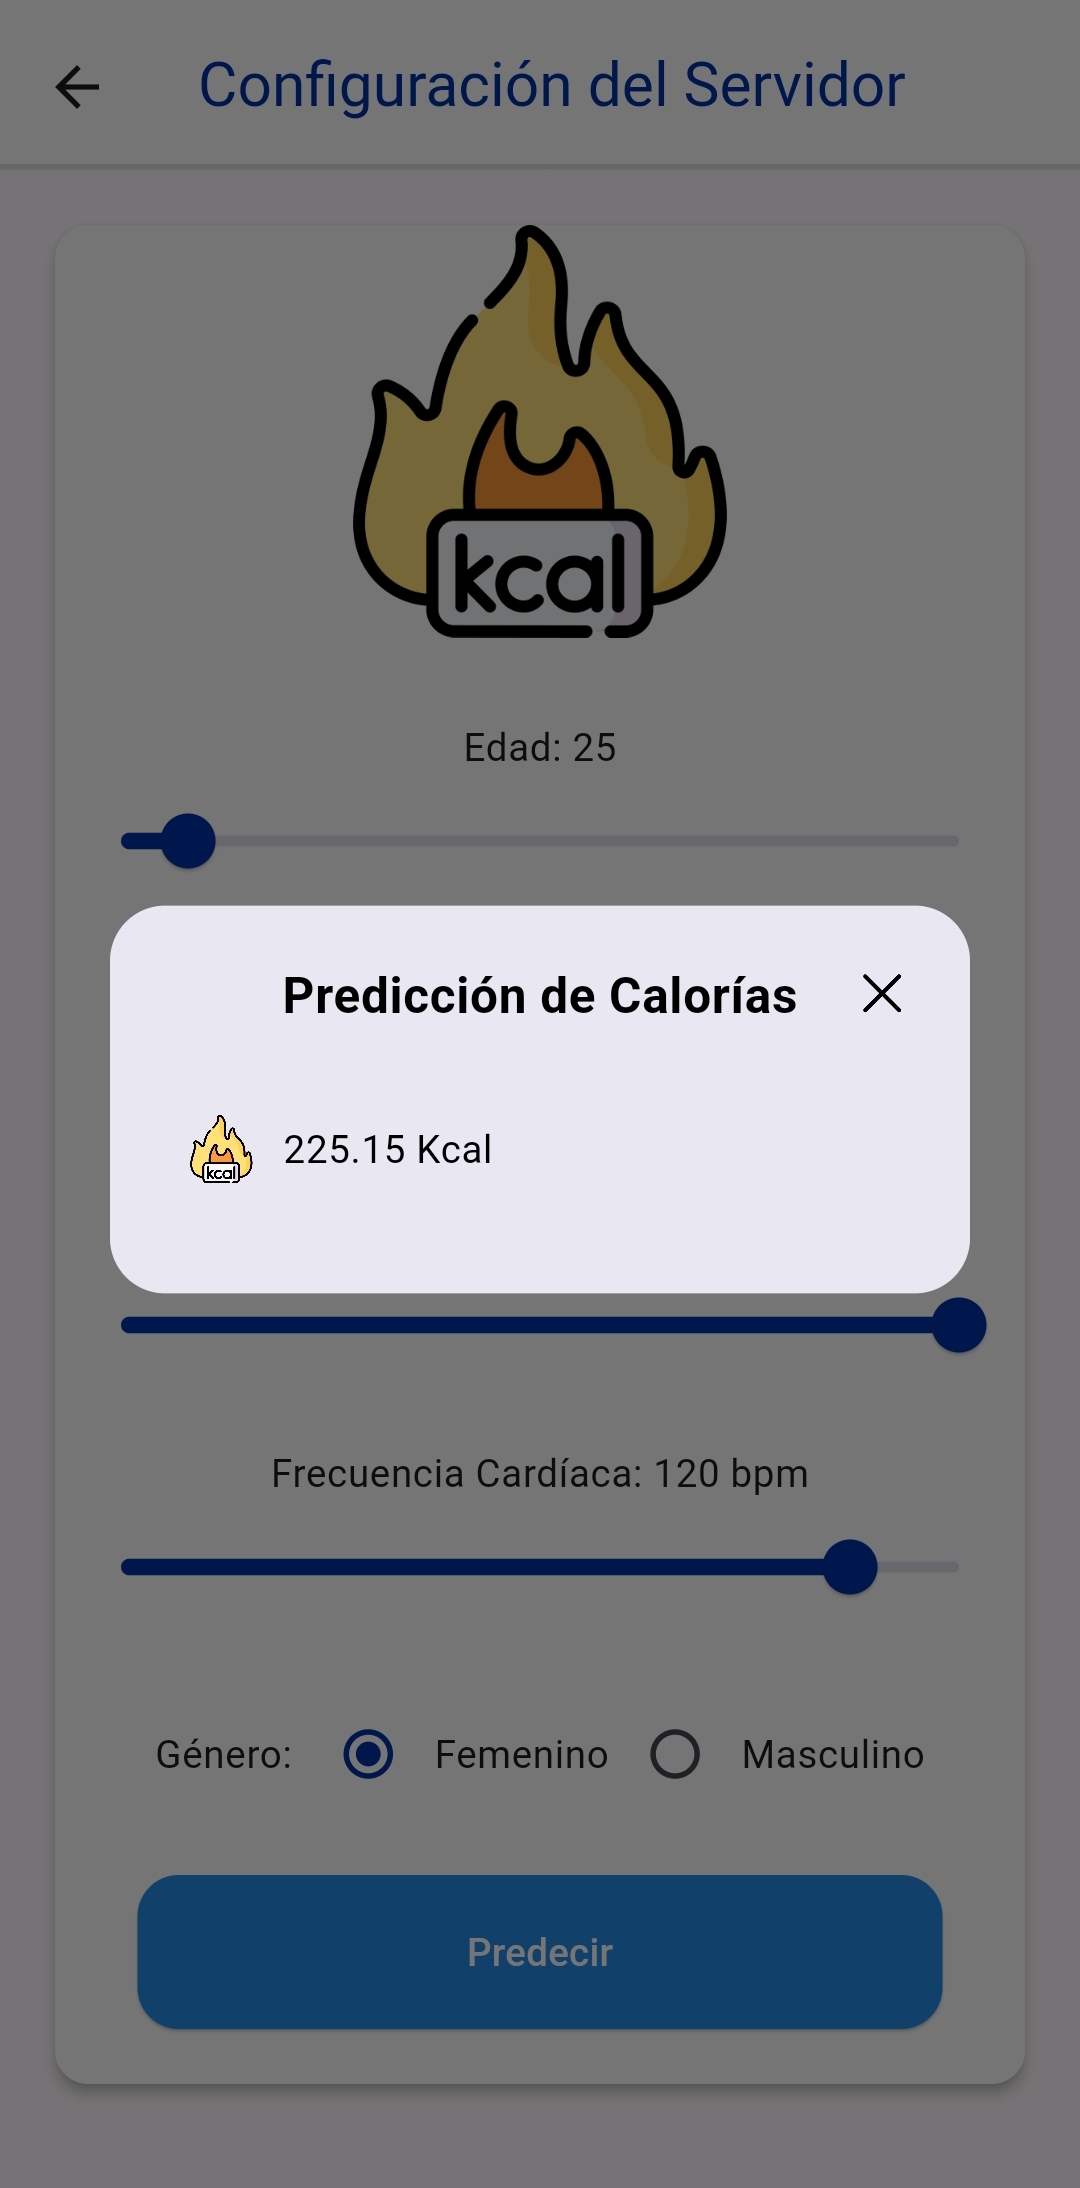 Configuración del Servidor
kcal
Edad: 25
Predicción de Calorías
kcal
225.15 Kcal
Frecuencia Cardíaca: 120 bpm
Género: Femenino Masculino
Predecir